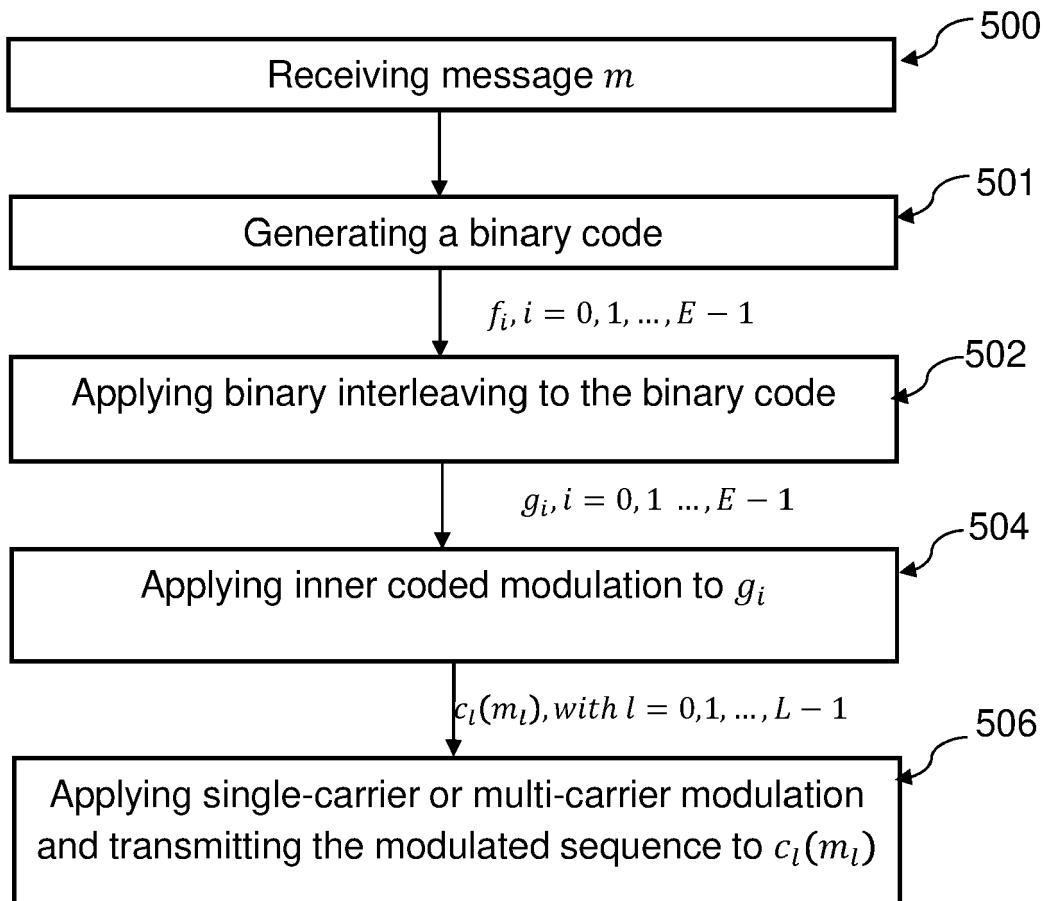 500
Receiving message m
501
Generating a binary code
f_i, i = 0, 1, ..., E − 1
502
Applying binary interleaving to the binary code
g_i, i = 0, 1 ..., E − 1
504
Applying inner coded modulation to g_i
c_l(m_l), with l = 0,1, ..., L − 1
506
Applying single-carrier or multi-carrier modulation
and transmitting the modulated sequence to c_l(m_l)